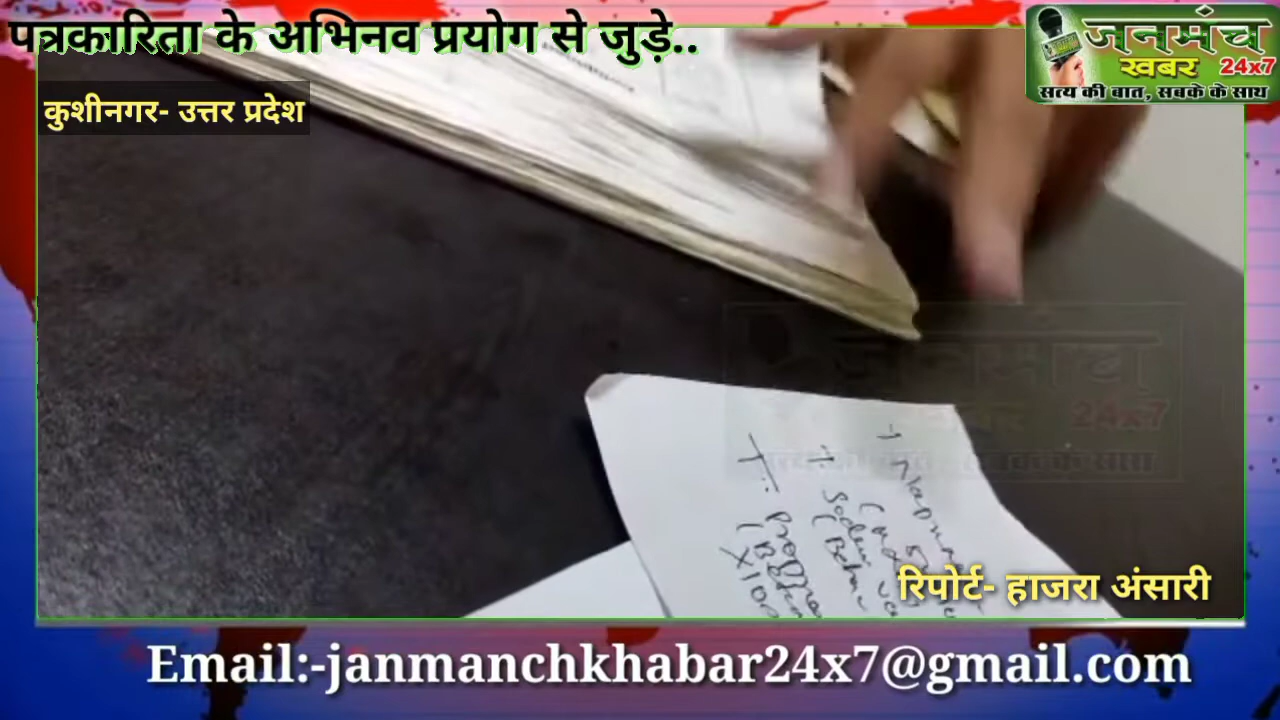 पत्रकारिता के अभिनव प्रयोग से जुड़े..
जनमंच
खबर 24x7
सत्य की बात, सबके के साथ
कुशीनगर- उत्तर प्रदेश
रिपोर्ट- हाजरा अंसारी
Email:-janmanchkhabar24x7@gmail.com